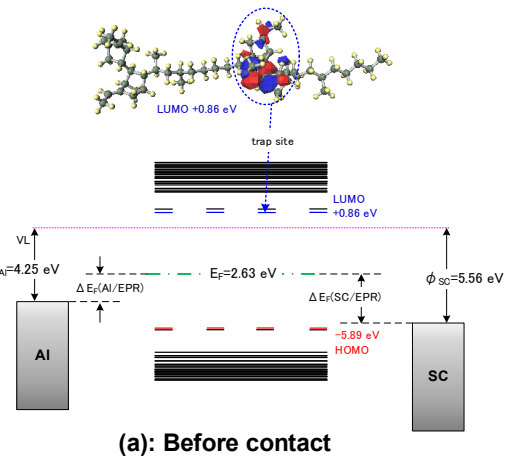 LUMO +0.86 eV
trap site
LUMO
+0.86 eV
VL
Al=4.25 eV
EF=2.63 eV
ϕSC=5.56 eV
ΔEF(Al/EPR)
ΔEF(SC/EPR)
−5.89 eV
HOMO
Al
SC
(a): Before contact